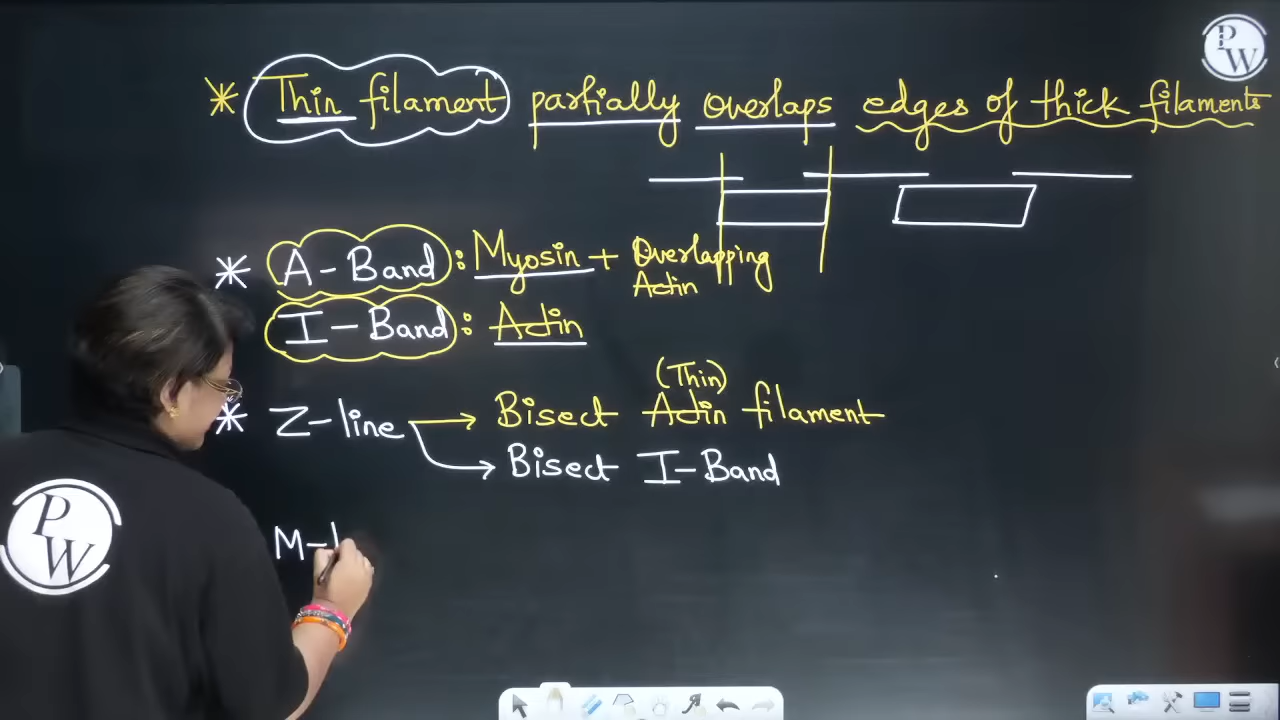 * Thin filament partially overlaps edges of thick filaments
* A-Band : Myosin + Overlapping Actin
I-Band : Actin
* Z-line → Bisect Actin filament
(Thin)
→ Bisect I-Band
M-l
PW
PW